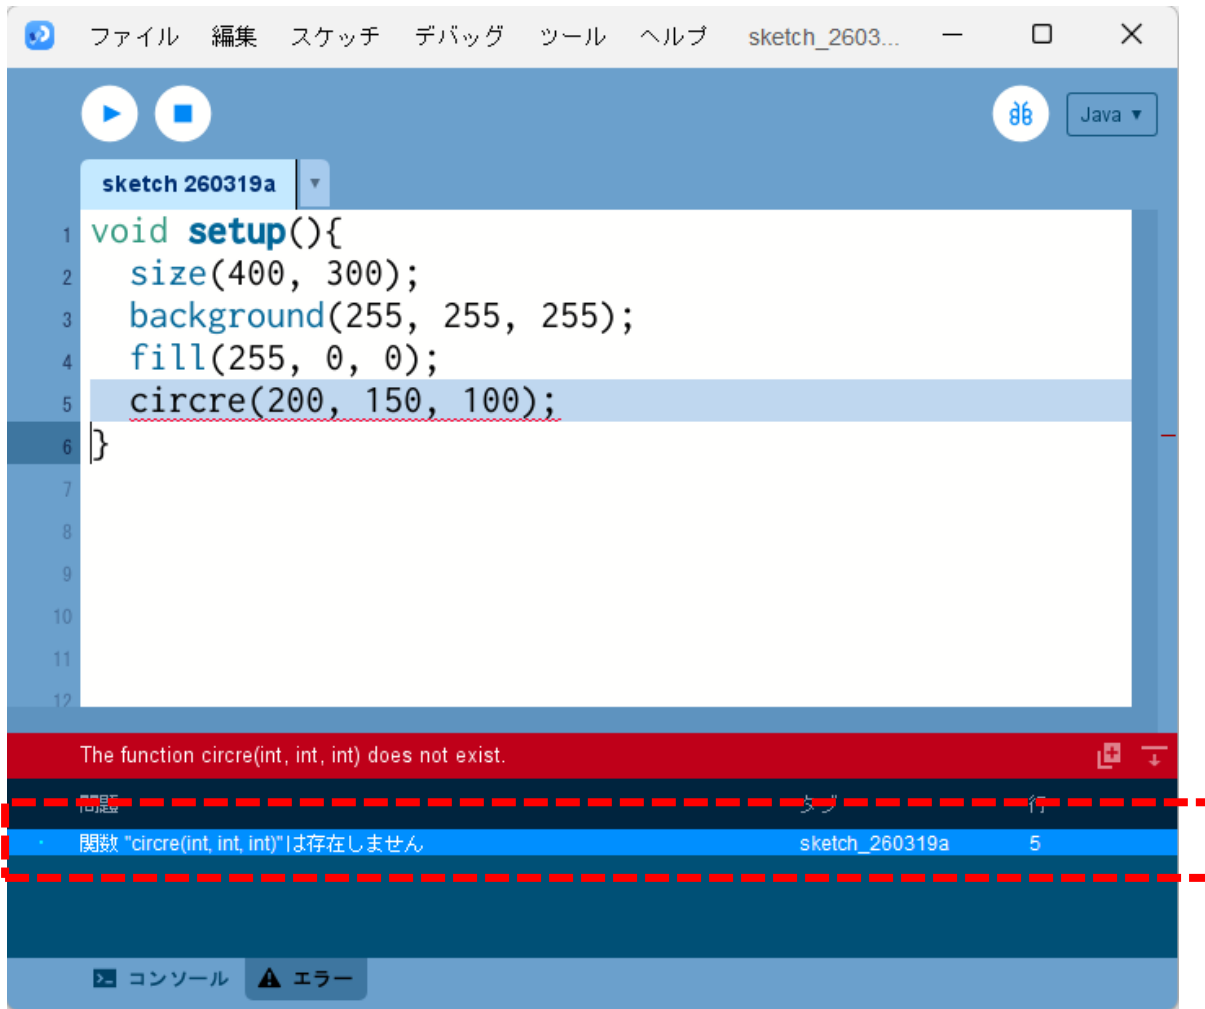 ファイル 編集 スケッチ デバッグ ツール ヘルプ sketch_2603...
Java ▼
sketch 260319a ▼
1 void setup(){
2   size(400, 300);
3   background(255, 255, 255);
4   fill(255, 0, 0);
5   circre(200, 150, 100);
6 }
7
8
9
10
11
12
The function circre(int, int, int) does not exist.
問題 タブ 行
関数 "circre(int, int, int)"は存在しません sketch_260319a 5
コンソール エラー